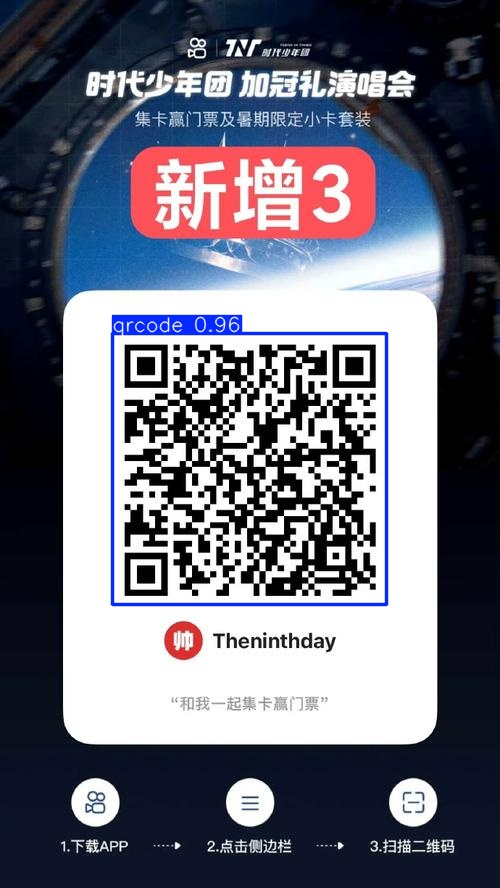 TNT 时代少年团
时代少年团 加冠礼演唱会
集卡赢门票及暑期限定小卡套装
新增3
qrcode 0.96
帅 Theninthday
“和我一起集卡赢门票”
1.下载APP
2.点击侧边栏
3.扫描二维码